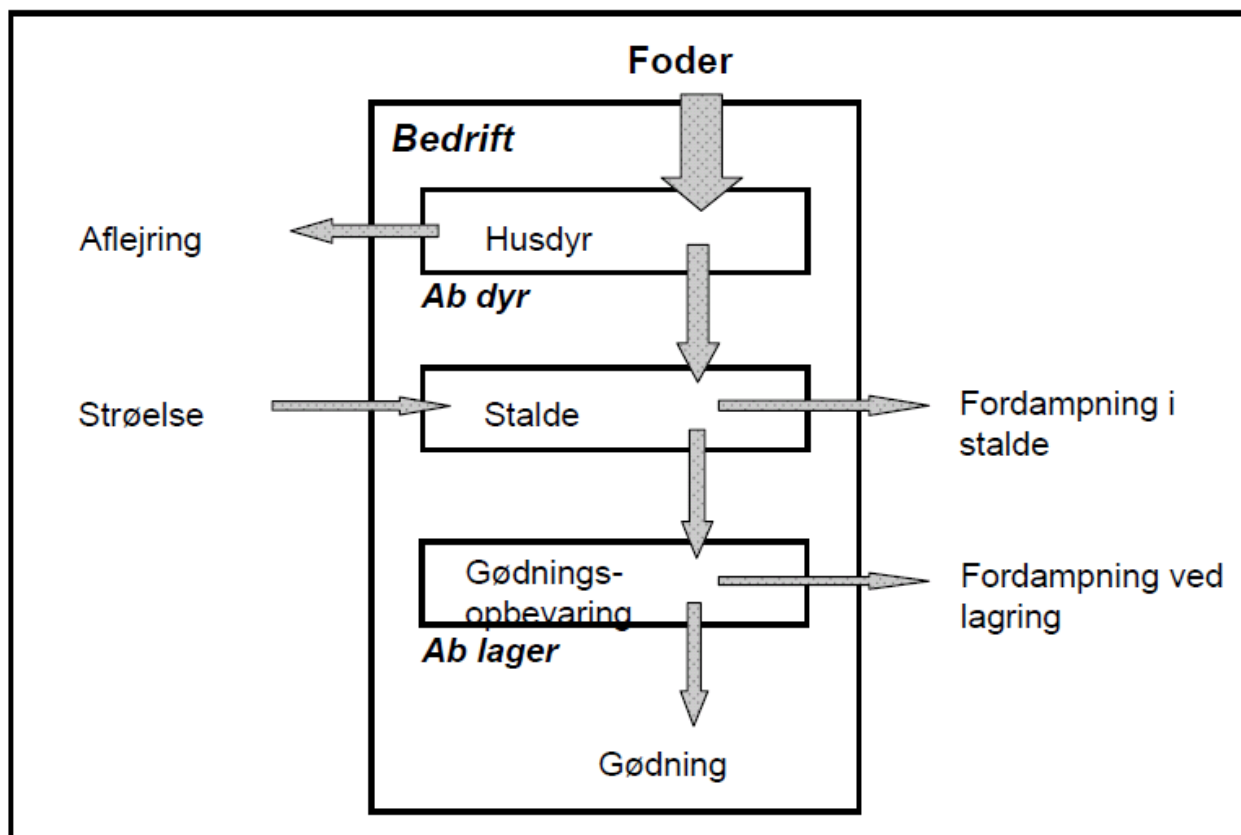 Foder
Bedrift
Aflejring
Husdyr
Ab dyr
Strøelse
Stalde
Fordampning i
stalde
Gødnings-
opbevaring
Fordampning ved
lagring
Ab lager
Gødning